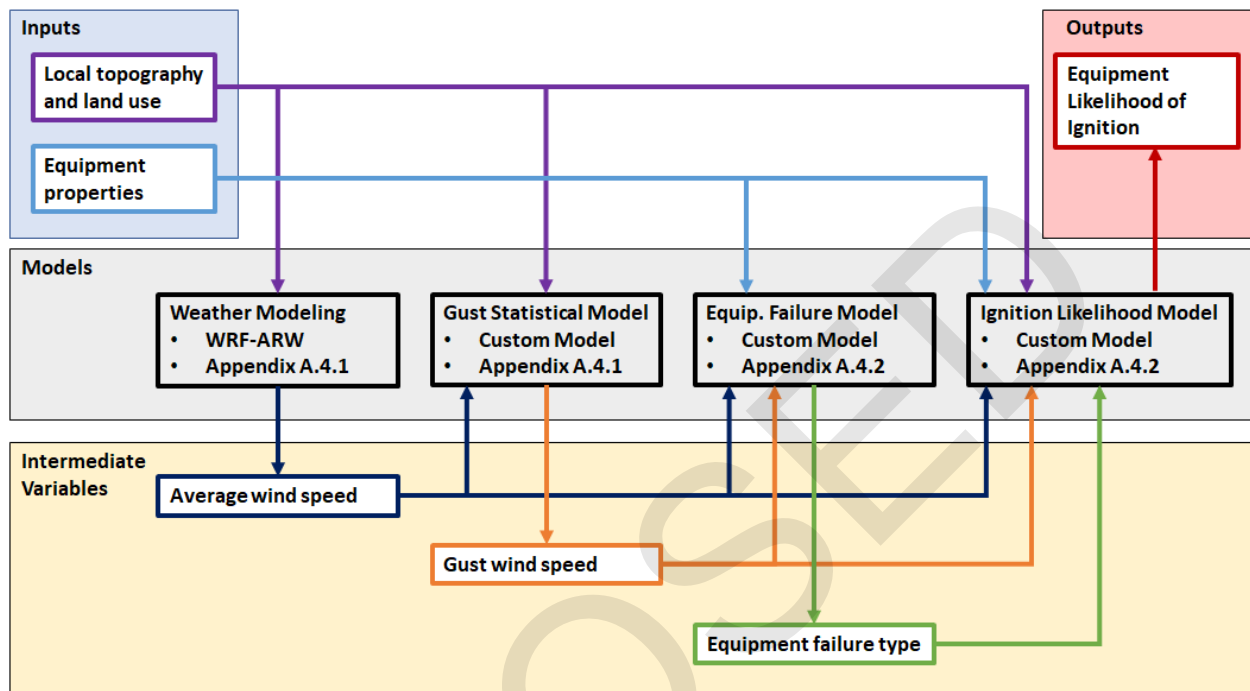 Inputs
Outputs
Local topography
and land use
Equipment
Likelihood of
Ignition
Equipment
properties
Models
Weather Modeling
• WRF-ARW
• Appendix A.4.1
Gust Statistical Model
• Custom Model
• Appendix A.4.1
Equip. Failure Model
• Custom Model
• Appendix A.4.2
Ignition Likelihood Model
• Custom Model
• Appendix A.4.2
Intermediate
Variables
Average wind speed
Gust wind speed
Equipment failure type
OSED